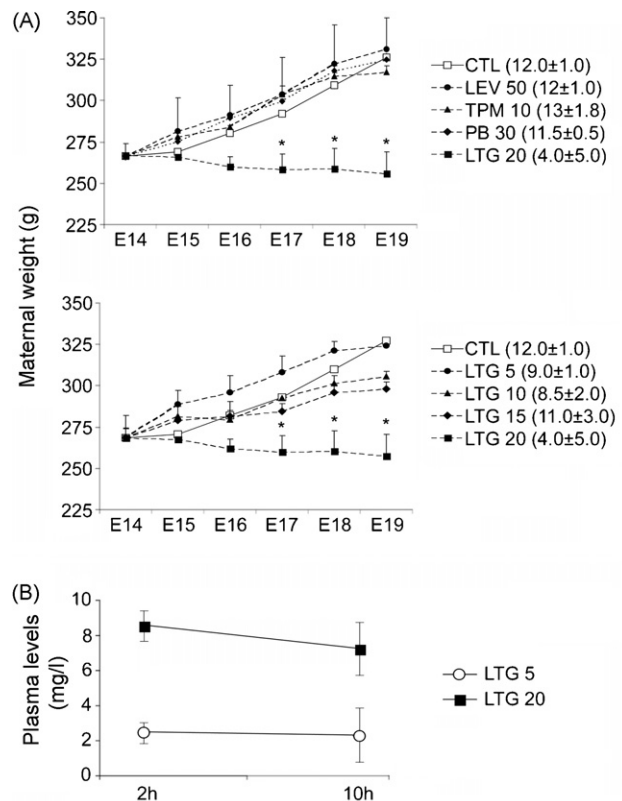 (A)
350
325
300
275
250
225
* * *
E14 E15 E16 E17 E18 E19
CTL (12.0±1.0)
LEV 50 (12±1.0)
TPM 10 (13±1.8)
PB 30 (11.5±0.5)
LTG 20 (4.0±5.0)
Maternal weight (g)
350
325
300
275
250
225
* * *
E14 E15 E16 E17 E18 E19
CTL (12.0±1.0)
LTG 5 (9.0±1.0)
LTG 10 (8.5±2.0)
LTG 15 (11.0±3.0)
LTG 20 (4.0±5.0)
(B)
Plasma levels
(mg/l)
10
8
6
4
2
0
2h 10h
LTG 5
LTG 20